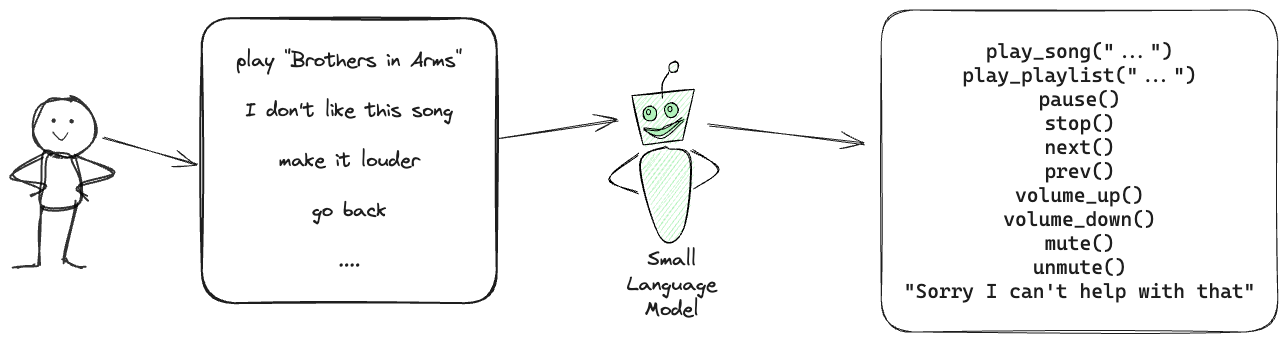 play "Brothers in Arms"
I don't like this song
make it louder
go back
....
Small
Language
Model
play_song("...")
play_playlist("...")
pause()
stop()
next()
prev()
volume_up()
volume_down()
mute()
unmute()
"Sorry I can't help with that"